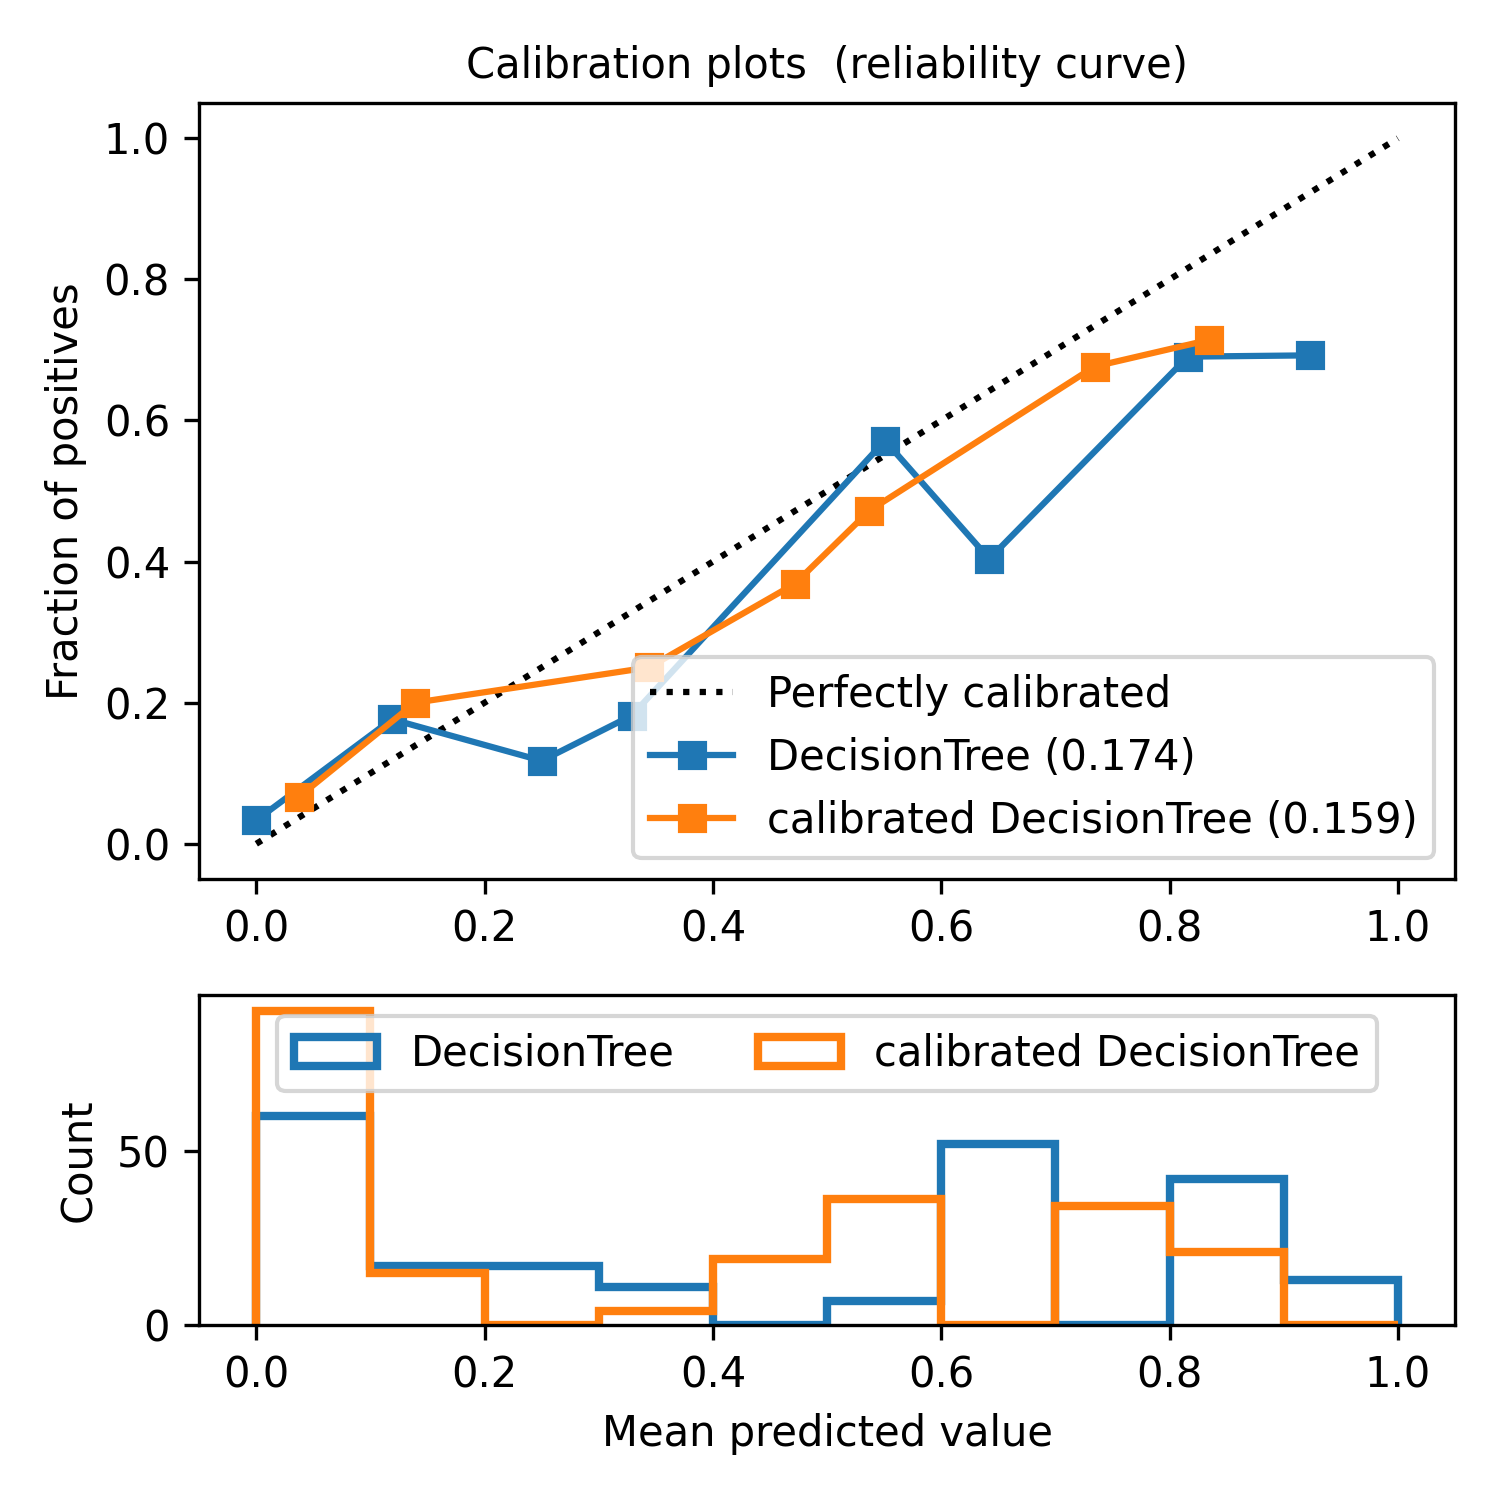 Calibration plots  (reliability curve)
Fraction of positives
1.0
0.8
0.6
0.4
0.2
0.0
0.0 0.2 0.4 0.6 0.8 1.0
Perfectly calibrated
DecisionTree (0.174)
calibrated DecisionTree (0.159)
DecisionTree calibrated DecisionTree
Count
50
0
0.0 0.2 0.4 0.6 0.8 1.0
Mean predicted value